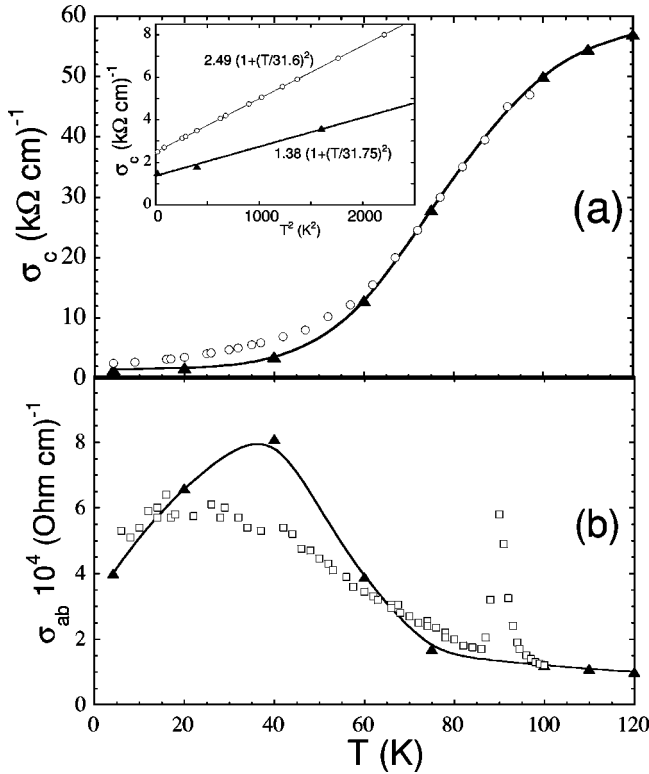 60
50
40
30
20
10
0
σc (kΩ cm)-1
(a)
8
6
4
2
0
σc (kΩ cm)-1
2.49 (1+(T/31.6)2)
1.38 (1+(T/31.75)2)
0 1000 2000
T2 (K2)
8
6
4
2
0
σab 104 (Ohm cm)-1
(b)
0 20 40 60 80 100 120
T (K)